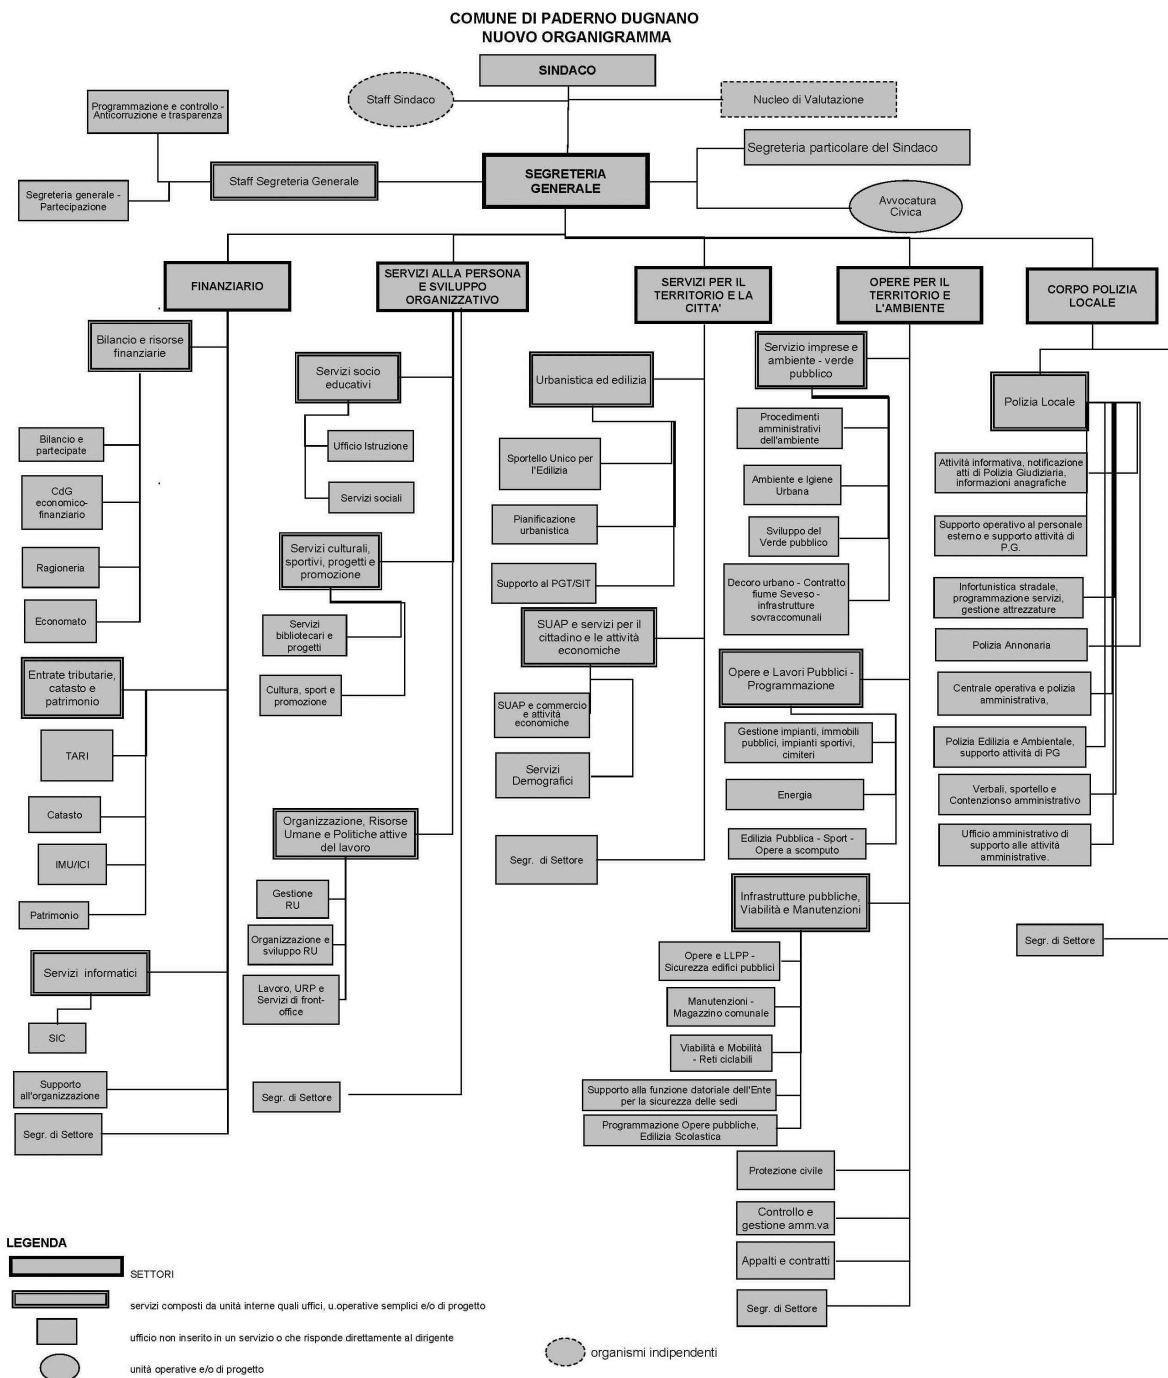 COMUNE DI PADERNO DUGNANO
NUOVO ORGANIGRAMMA
SINDACO
Staff Sindaco
Nucleo di Valutazione
Programmazione e controllo -
Anticorruzione e trasparenza
Segreteria particolare del Sindaco
SEGRETERIA
GENERALE
Staff Segreteria Generale
Segreteria generale -
Partecipazione
Avvocatura
Civica
FINANZIARIO
SERVIZI ALLA PERSONA
E SVILUPPO
ORGANIZZATIVO
SERVIZI PER IL
TERRITORIO E LA
CITTA'
OPERE PER IL
TERRITORIO E
L'AMBIENTE
CORPO POLIZIA
LOCALE
Bilancio e risorse
finanziarie
Bilancio e
partecipate
CdG
economico-
finanziario
Ragioneria
Economato
Entrate tributarie,
catasto e
patrimonio
TARI
Catasto
IMU/ICI
Patrimonio
Servizi informatici
SIC
Supporto
all'organizzazione
Segr. di Settore
Servizi socio
educativi
Ufficio Istruzione
Servizi sociali
Servizi culturali,
sportivi, progetti e
promozione
Servizi
bibliotecari e
progetti
Cultura, sport e
promozione
Organizzazione, Risorse
Umane e Politiche attive
del lavoro
Gestione
RU
Organizzazione e
sviluppo RU
Lavoro, URP e
Servizi di front-
office
Segr. di Settore
Urbanistica ed edilizia
Sportello Unico per
l'Edilizia
Pianificazione
urbanistica
Supporto al PGT/SIT
SUAP e servizi per il
cittadino e le attività
economiche
SUAP e commercio
e attività
economiche
Servizi
Demografici
Segr. di Settore
Servizio imprese e
ambiente - verde
pubblico
Procedimenti
amministrativi
dell'ambiente
Ambiente e Igiene
Urbana
Sviluppo del
Verde pubblico
Decoro urbano - Contratto
fiume Seveso -
infrastrutture
sovraccomunali
Opere e Lavori Pubblici -
Programmazione
Gestione impianti, immobili
pubblici, impianti sportivi,
cimiteri
Energia
Edilizia Pubblica - Sport -
Opere a scomputo
Infrastrutture pubbliche,
Viabilità e Manutenzioni
Opere e LLPP -
Sicurezza edifici pubblici
Manutenzioni -
Magazzino comunale
Viabilità e Mobilità
- Reti ciclabili
Supporto alla funzione datoriale dell'Ente
per la sicurezza delle sedi
Programmazione Opere pubbliche,
Edilizia Scolastica
Protezione civile
Controllo e
gestione amm.va
Appalti e contratti
Segr. di Settore
Polizia Locale
Attività informativa, notificazione
atti di Polizia Giudiziaria,
informazioni anagrafiche
Supporto operativo al personale
esterno e supporto attività di
P.G.
Infortunistica stradale,
programmazione servizi,
gestione attrezzature
Polizia Annonaria
Centrale operativa e polizia
amministrativa,
Polizia Edilizia e Ambientale,
supporto attività di PG
Verbali, sportello e
Contenzionso amministrativo
Ufficio amministrativo di
supporto alle attività
amministrative.
Segr. di Settore
LEGENDA
SETTORI
servizi composti da unità interne quali uffici, u.operative semplici e/o di progetto
ufficio non inserito in un servizio o che risponde direttamente al dirigente
unità operative e/o di progetto
organismi indipendenti